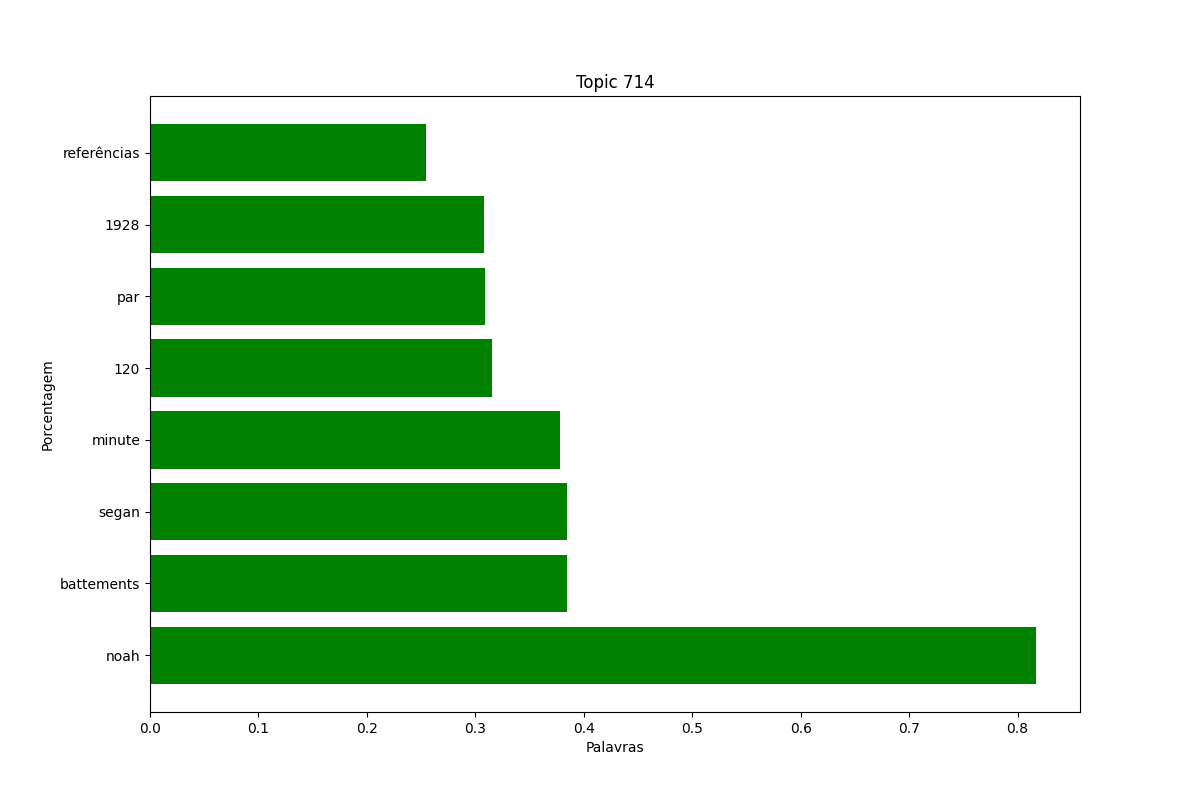 Topic 714
referências
1928
par
120
minute
segan
battements
noah
Porcentagem
0.0 0.1 0.2 0.3 0.4 0.5 0.6 0.7 0.8
Palavras